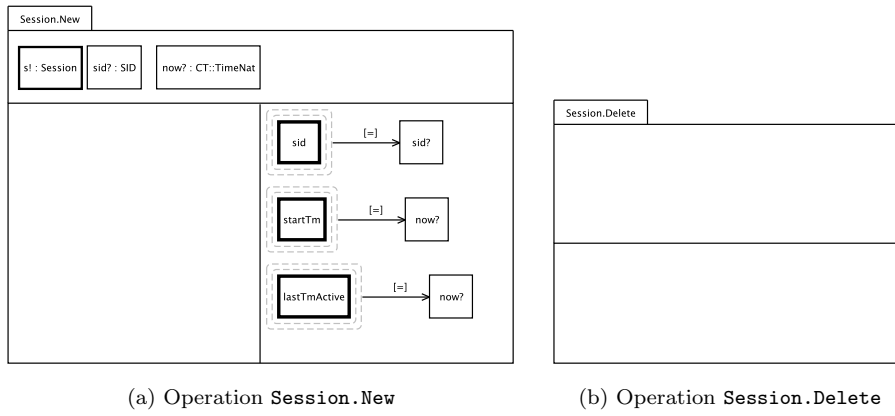 Session.New
s! : Session
sid? : SID
now? : CT::TimeNat
sid
[=]
sid?
startTm
[=]
now?
lastTmActive
[=]
now?
Session.Delete
(a) Operation Session.New
(b) Operation Session.Delete